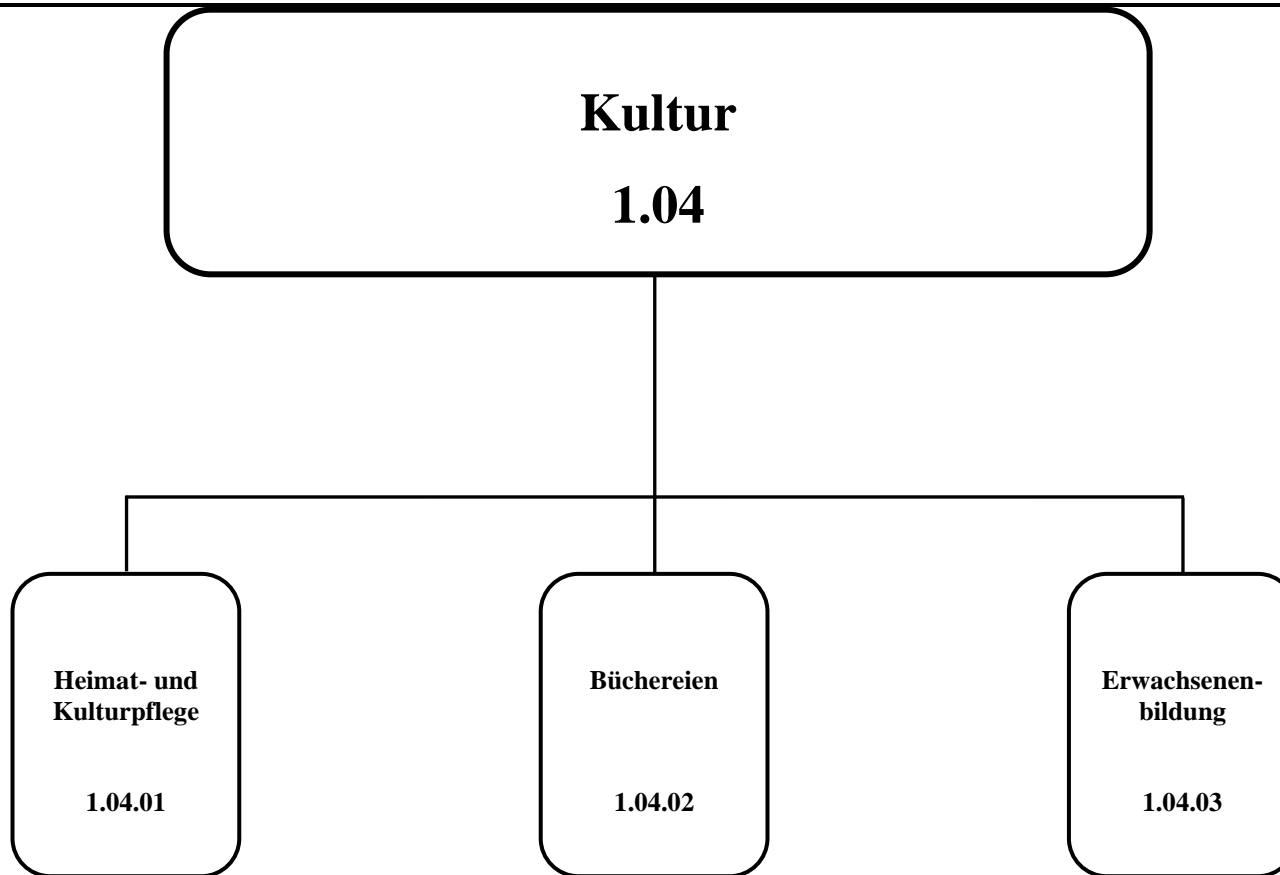 Kultur
1.04
Heimat- und
Kulturpflege
1.04.01
Büchereien
1.04.02
Erwachsenen-
bildung
1.04.03